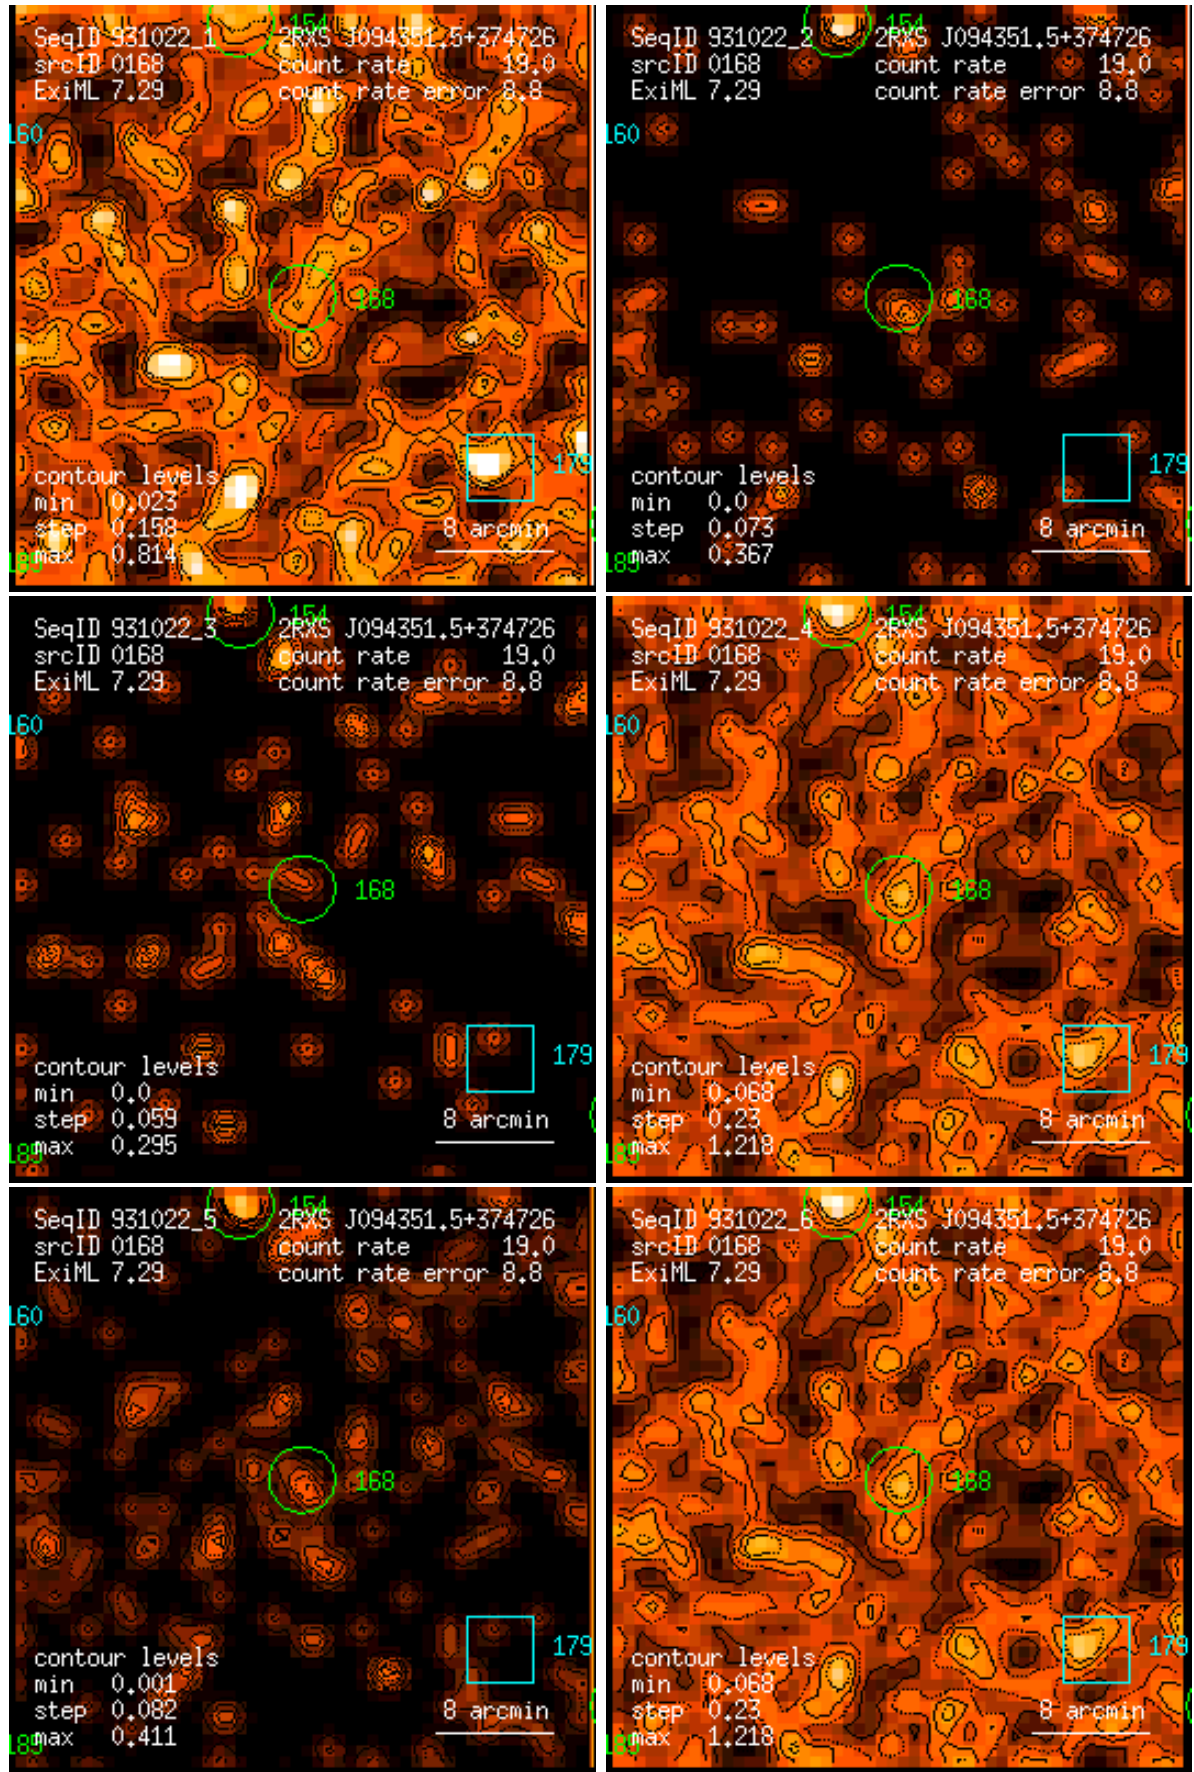 154
SeqID 931022_1 2RXS J094351.5+374726
srcID 0168 count rate 19.0
ExiML 7.29 count rate error 8.8
160
168
179
contour levels
min 0.023
step 0.158
max 0.814
8 arcmin
189
154
SeqID 931022_2 2RXS J094351.5+374726
srcID 0168 count rate 19.0
ExiML 7.29 count rate error 8.8
160
168
179
contour levels
min 0.0
step 0.073
max 0.367
8 arcmin
189
154
SeqID 931022_3 2RXS J094351.5+374726
srcID 0168 count rate 19.0
ExiML 7.29 count rate error 8.8
160
168
179
contour levels
min 0.0
step 0.059
max 0.295
8 arcmin
189
154
SeqID 931022_4 2RXS J094351.5+374726
srcID 0168 count rate 19.0
ExiML 7.29 count rate error 8.8
160
168
179
contour levels
min 0.068
step 0.23
max 1.218
8 arcmin
189
154
SeqID 931022_5 2RXS J094351.5+374726
srcID 0168 count rate 19.0
ExiML 7.29 count rate error 8.8
160
168
179
contour levels
min 0.001
step 0.082
max 0.411
8 arcmin
189
154
SeqID 931022_6 2RXS J094351.5+374726
srcID 0168 count rate 19.0
ExiML 7.29 count rate error 8.8
160
168
179
contour levels
min 0.068
step 0.23
max 1.218
8 arcmin
189